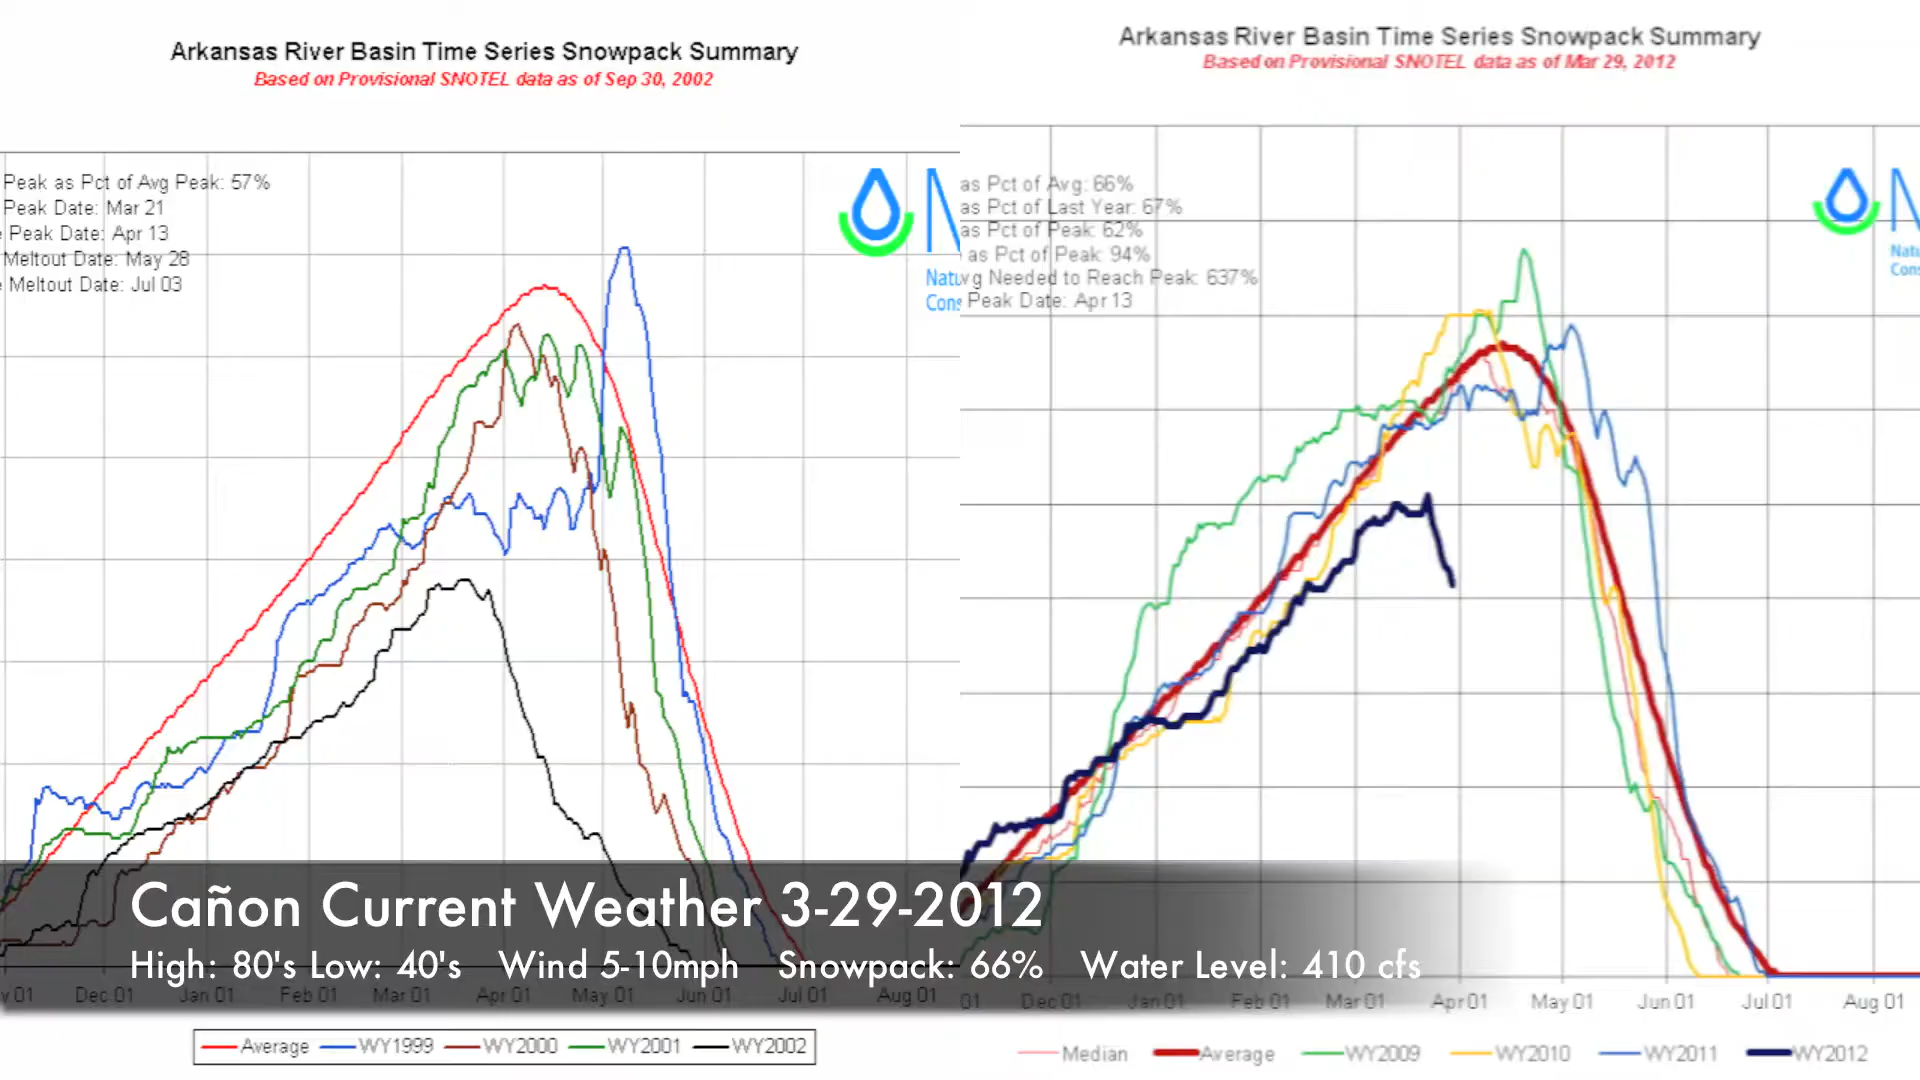 Arkansas River Basin Time Series Snowpack Summary
Based on Provisional SNOTEL data as of Sep 30, 2002
Peak as Pct of Avg Peak: 57%
Peak Date: Mar 21
Peak Date: Apr 13
Meltout Date: May 28
Meltout Date: Jul 03
N
Natu
Cons
Dec 01 Jan 01 Feb 01 Mar 01 Apr 01 May 01 Jun 01 Jul 01 Aug 01
Average WY1999 WY2000 WY2001 WY2002
Arkansas River Basin Time Series Snowpack Summary
Based on Provisional SNOTEL data as of Mar 29, 2012
as Pct of Avg: 66%
as Pct of Last Year: 67%
as Pct of Peak: 62%
as Pct of Peak: 94%
vg Needed to Reach Peak: 637%
Peak Date: Apr 13
N
Natu
Cons
01 Dec 01 Jan 01 Feb 01 Mar 01 Apr 01 May 01 Jun 01 Jul 01 Aug 01
Median Average WY2009 WY2010 WY2011 WY2012
Cañon Current Weather 3-29-2012
High: 80's Low: 40's Wind 5-10mph Snowpack: 66% Water Level: 410 cfs